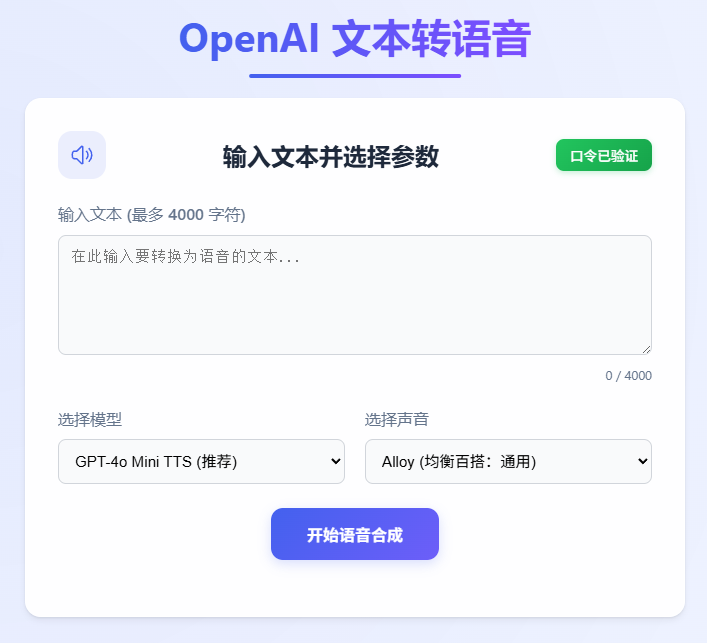 OpenAI 文本转语音
输入文本并选择参数
口令已验证
输入文本 (最多 4000 字符)
在此输入要转换为语音的文本...
0 / 4000
选择模型
选择声音
GPT-4o Mini TTS (推荐)
Alloy (均衡百搭：通用)
开始语音合成